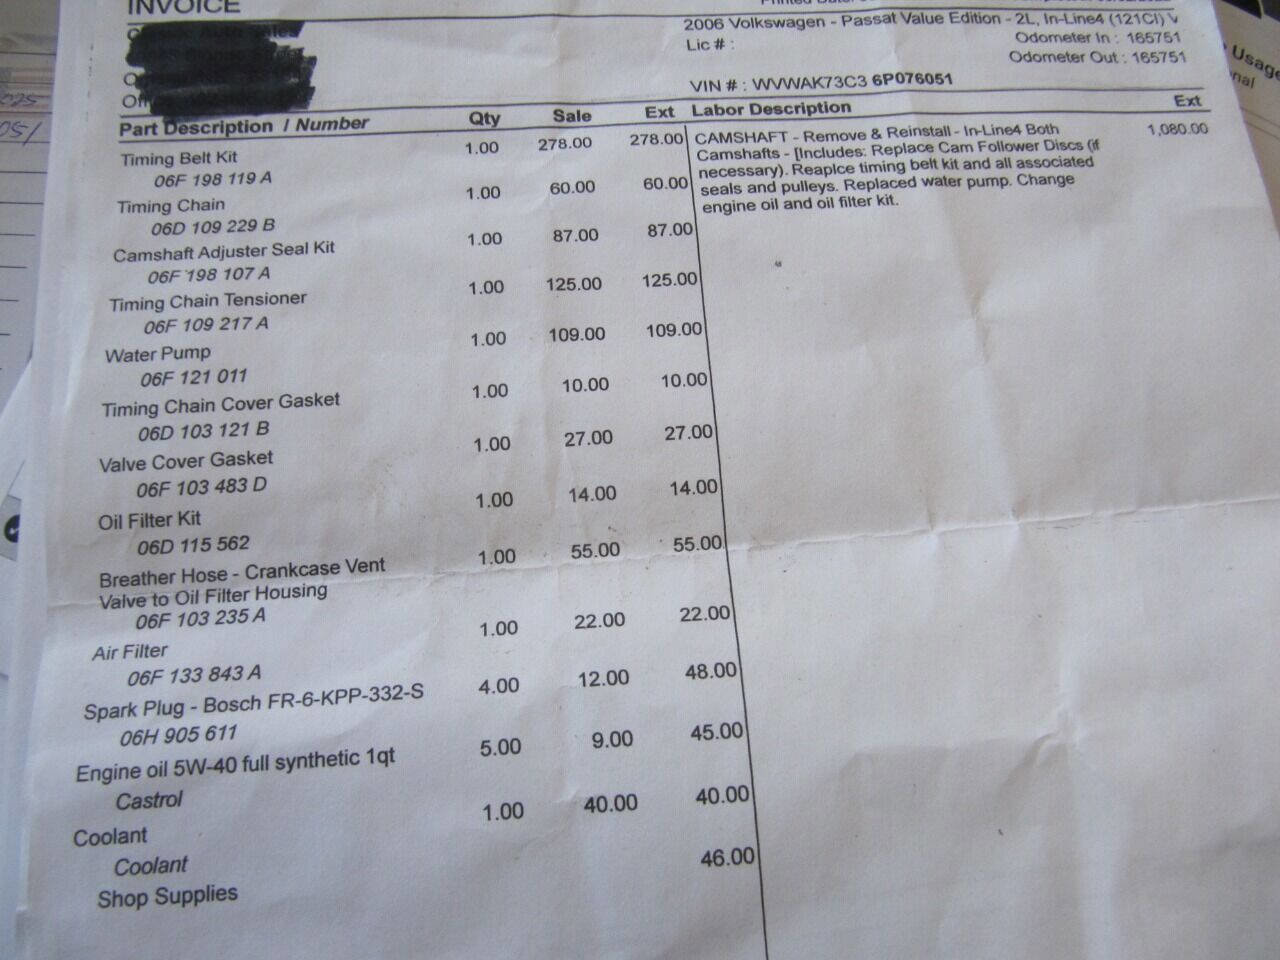 INVOICE
2006 Volkswagen - Passat Value Edition - 2L, In-Line4 (121CI) V
Lic # :
Odometer In : 165751
Odometer Out : 165751
VIN # : WVWAK73C3 6P076051
Part Description / Number Qty Sale Ext Labor Description Ext
Timing Belt Kit 1.00 278.00 278.00
06F 198 119 A
Timing Chain 1.00 60.00 60.00
06D 109 229 B
Camshaft Adjuster Seal Kit 1.00 87.00 87.00
06F 198 107 A
Timing Chain Tensioner 1.00 125.00 125.00
06F 109 217 A
Water Pump 1.00 109.00 109.00
06F 121 011
Timing Chain Cover Gasket 1.00 10.00 10.00
06D 103 121 B
Valve Cover Gasket 1.00 27.00 27.00
06F 103 483 D
Oil Filter Kit 1.00 14.00 14.00
06D 115 562
Breather Hose - Crankcase Vent 1.00 55.00 55.00
Valve to Oil Filter Housing
06F 103 235 A
Air Filter 1.00 22.00 22.00
06F 133 843 A
Spark Plug - Bosch FR-6-KPP-332-S 4.00 12.00 48.00
06H 905 611
Engine oil 5W-40 full synthetic 1qt 5.00 9.00 45.00
Castrol
Coolant 1.00 40.00 40.00
Coolant
Shop Supplies 46.00
CAMSHAFT - Remove & Reinstall - In-Line4 Both 1,080.00
Camshafts - [Includes: Replace Cam Follower Discs (if
necessary). Reaplce timing belt kit and all associated
seals and pulleys. Replaced water pump. Change
engine oil and oil filter kit.
Usage